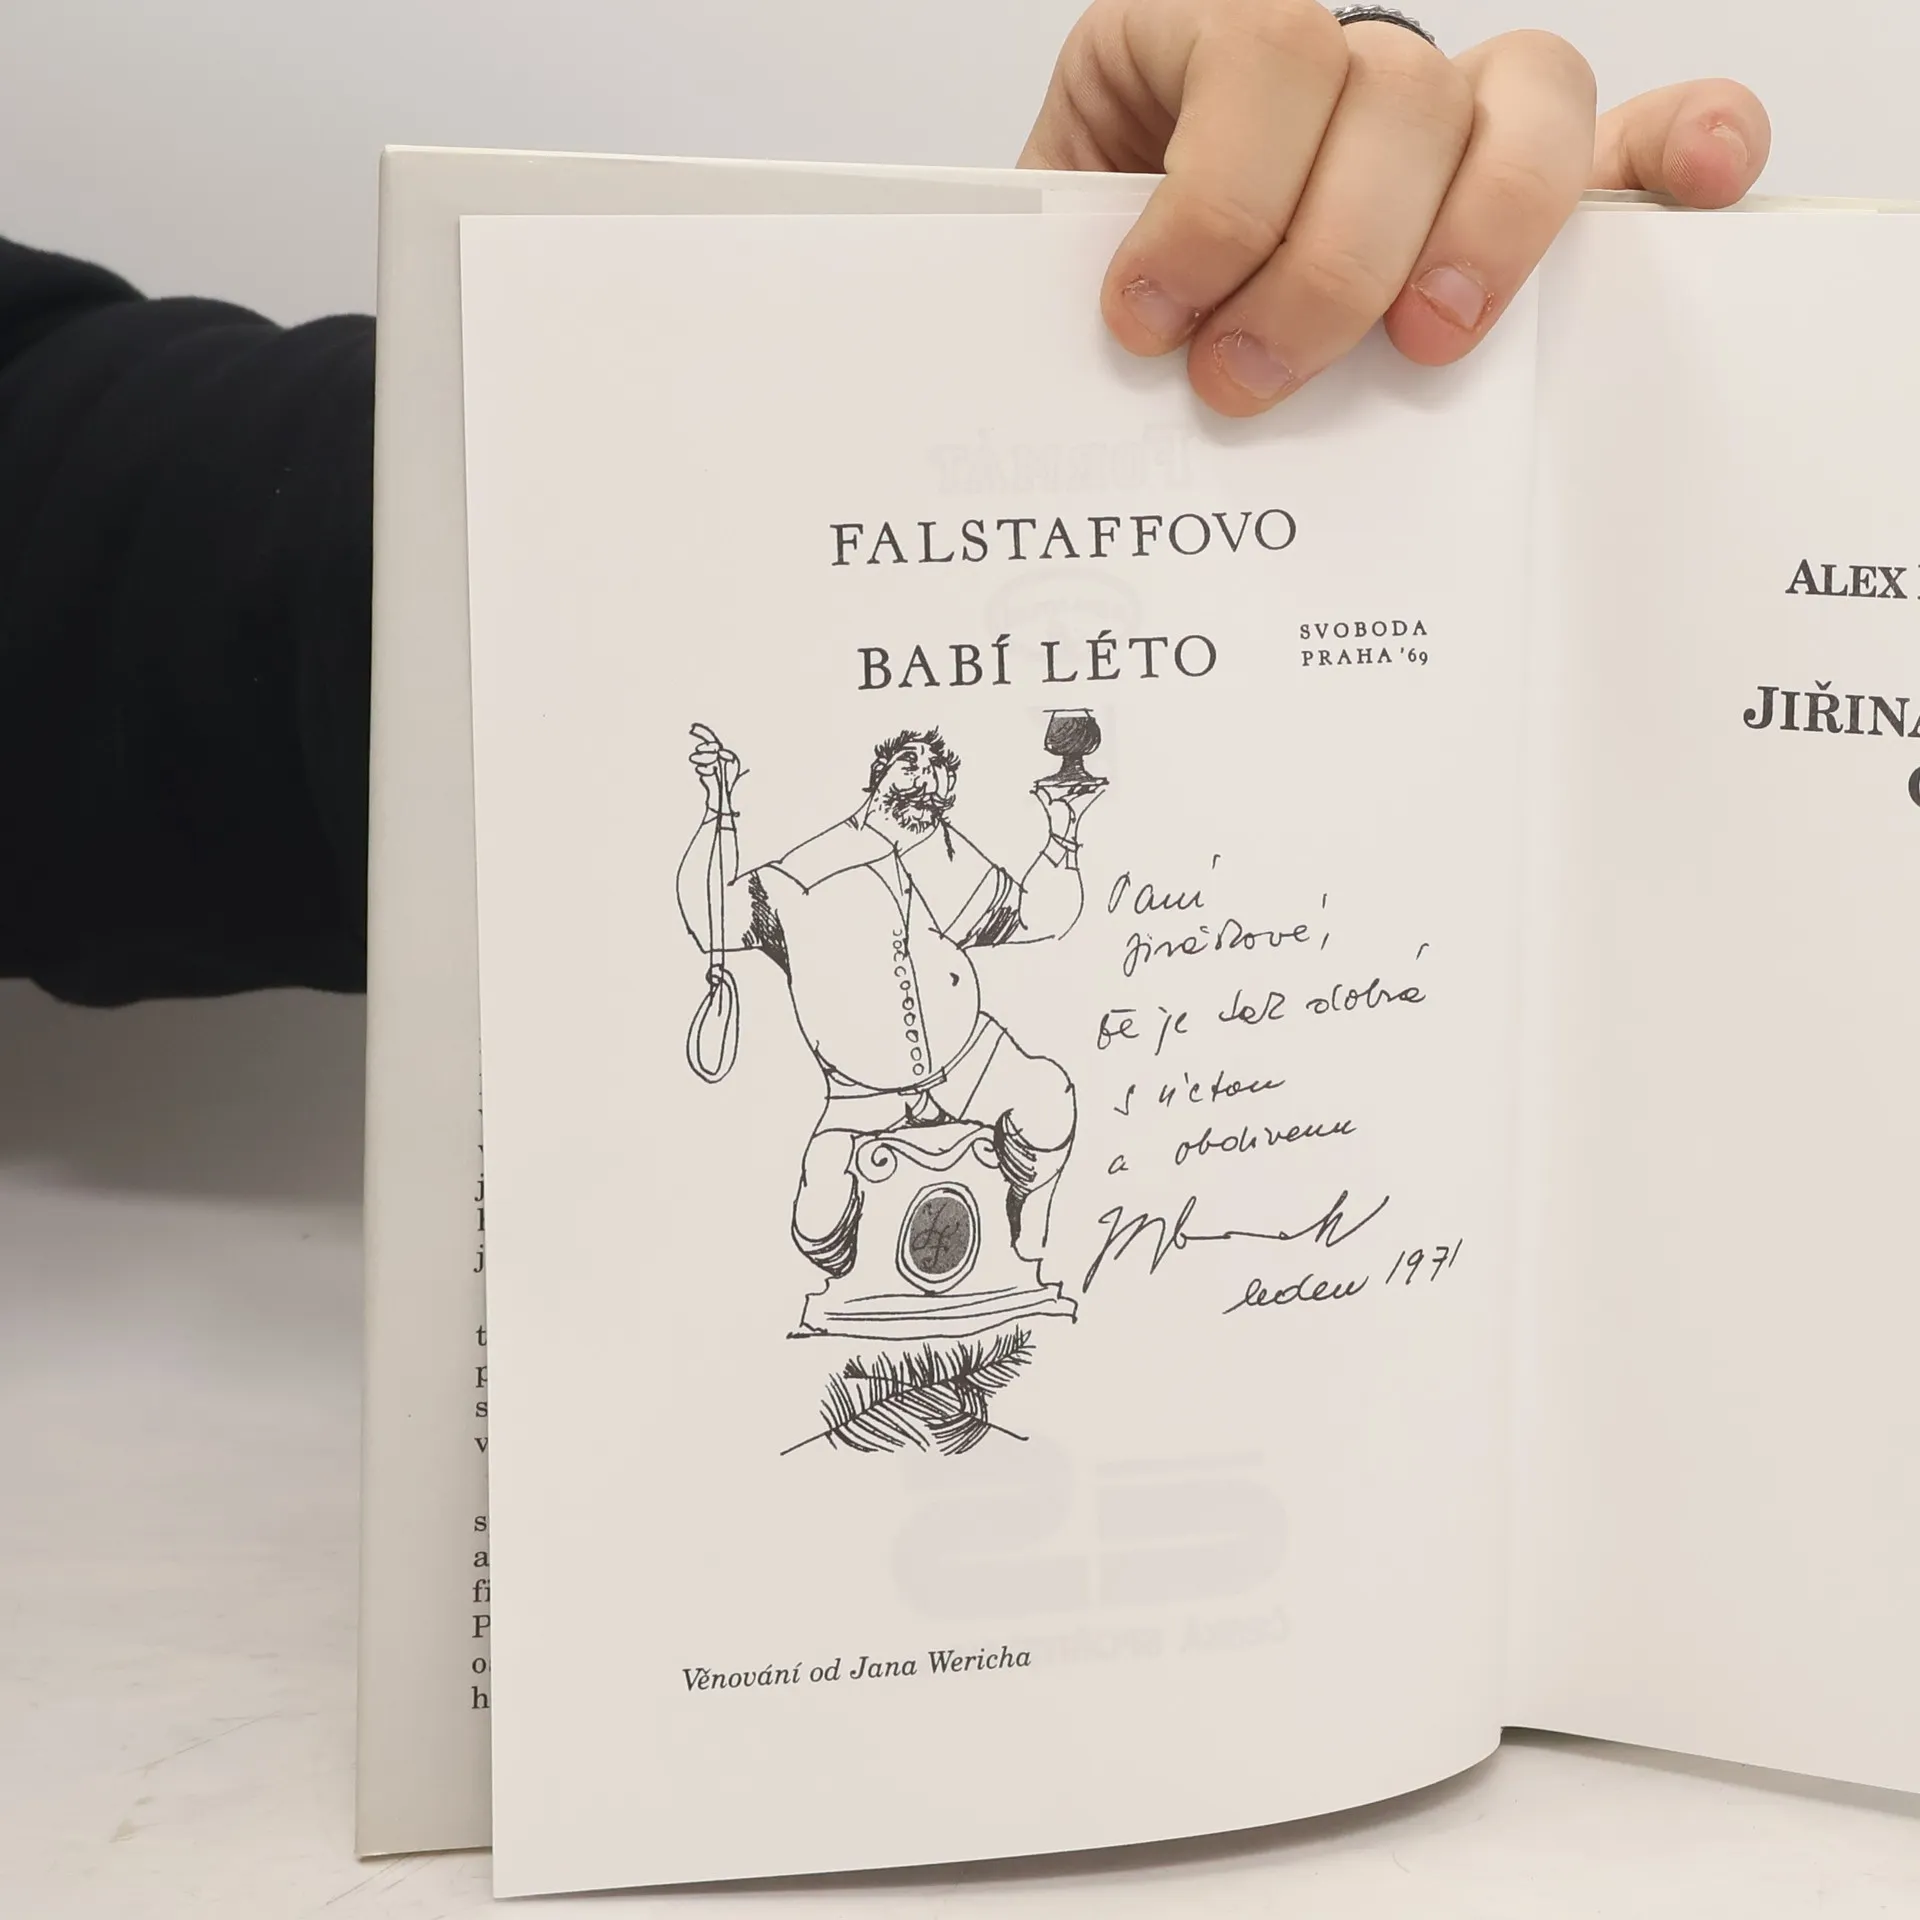 FALSTAFFOVO
BABÍ LÉTO
SVOBODA
PRAHA '69
Paní
Jiráskové,
že je tak dobrá
s úctou
a obdivem
leden 1971
Věnování od Jana Wericha
ALEX
JIŘINA